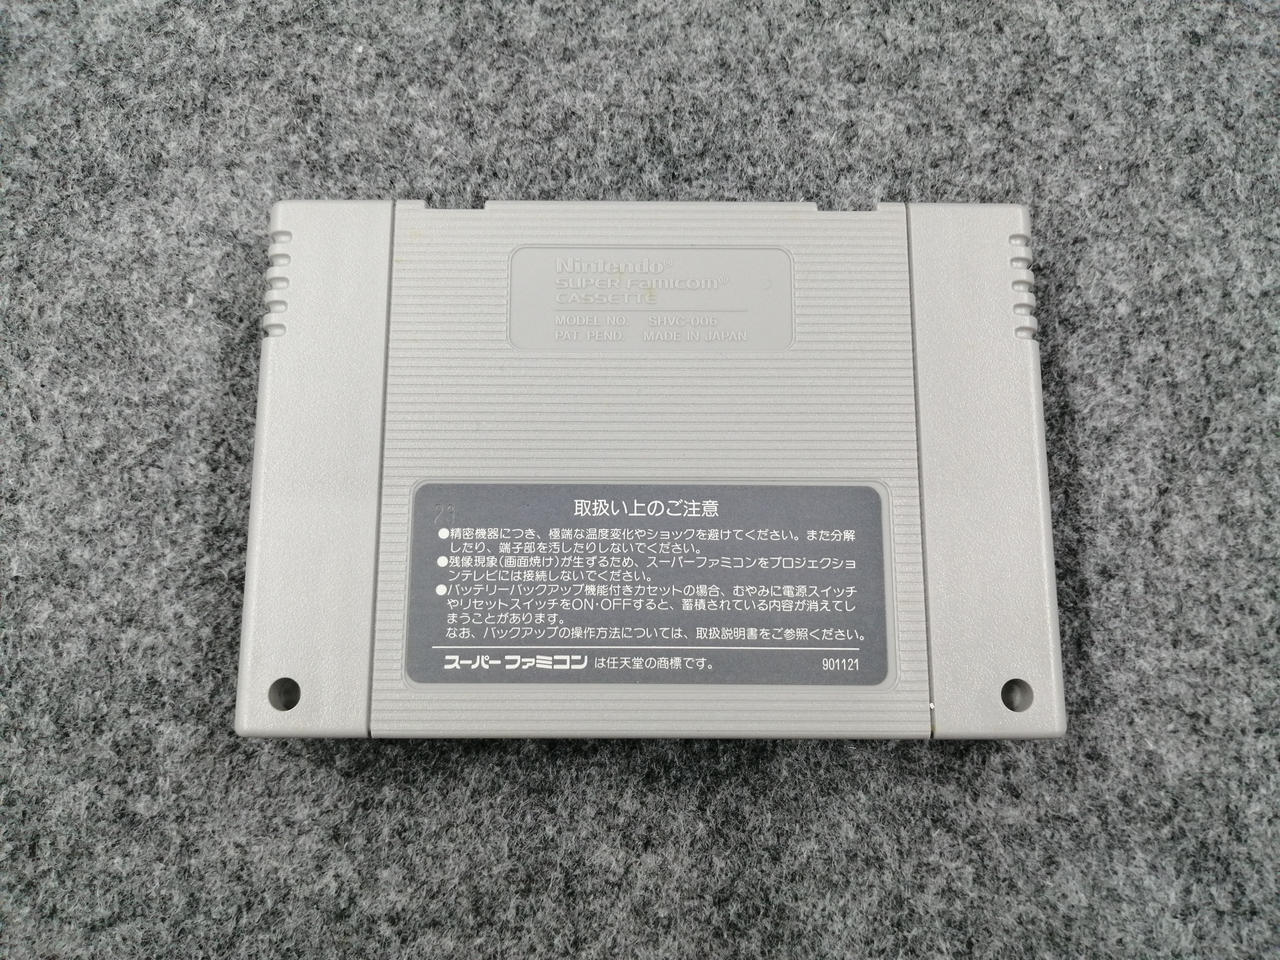 Nintendo®
SUPER Famicom®
CASSETTE
MODEL NO. SHVC-006
PAT. PEND. MADE IN JAPAN
23
取扱い上のご注意
●精密機器につき、極端な温度変化やショックを避けてください。また分解
したり、端子部を汚したりしないでください。
●残像現象(画面焼け)が生ずるため、スーパーファミコンをプロジェクショ
ンテレビには接続しないでください。
●バッテリーバックアップ機能付きカセットの場合、むやみに電源スイッチ
やリセットスイッチをON・OFFすると、蓄積されている内容が消えてし
まうことがあります。
なお、バックアップの操作方法については、取扱説明書をご参照ください。
スーパーファミコン は任天堂の商標です。 901121